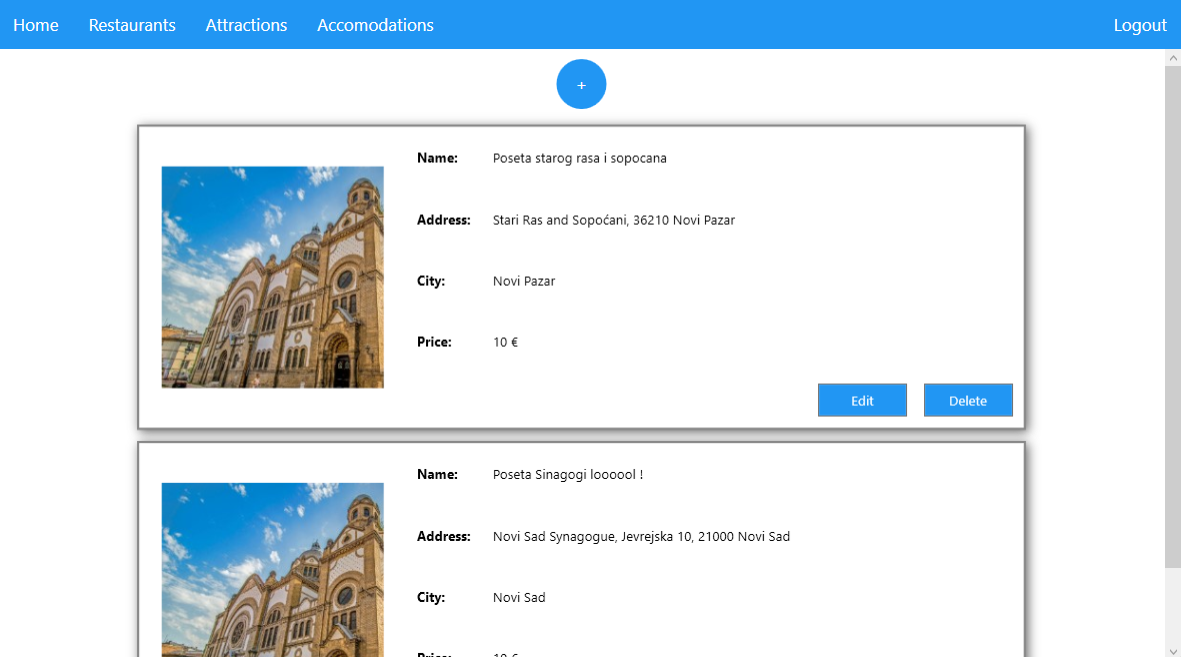 Home Restaurants Attractions Accomodations Logout
+
Name: Poseta starog rasa i sopocana
Address: Stari Ras and Sopoćani, 36210 Novi Pazar
City: Novi Pazar
Price: 10 €
Edit Delete
Name: Poseta Sinagogi loooool !
Address: Novi Sad Synagogue, Jevrejska 10, 21000 Novi Sad
City: Novi Sad
Price: 10 €